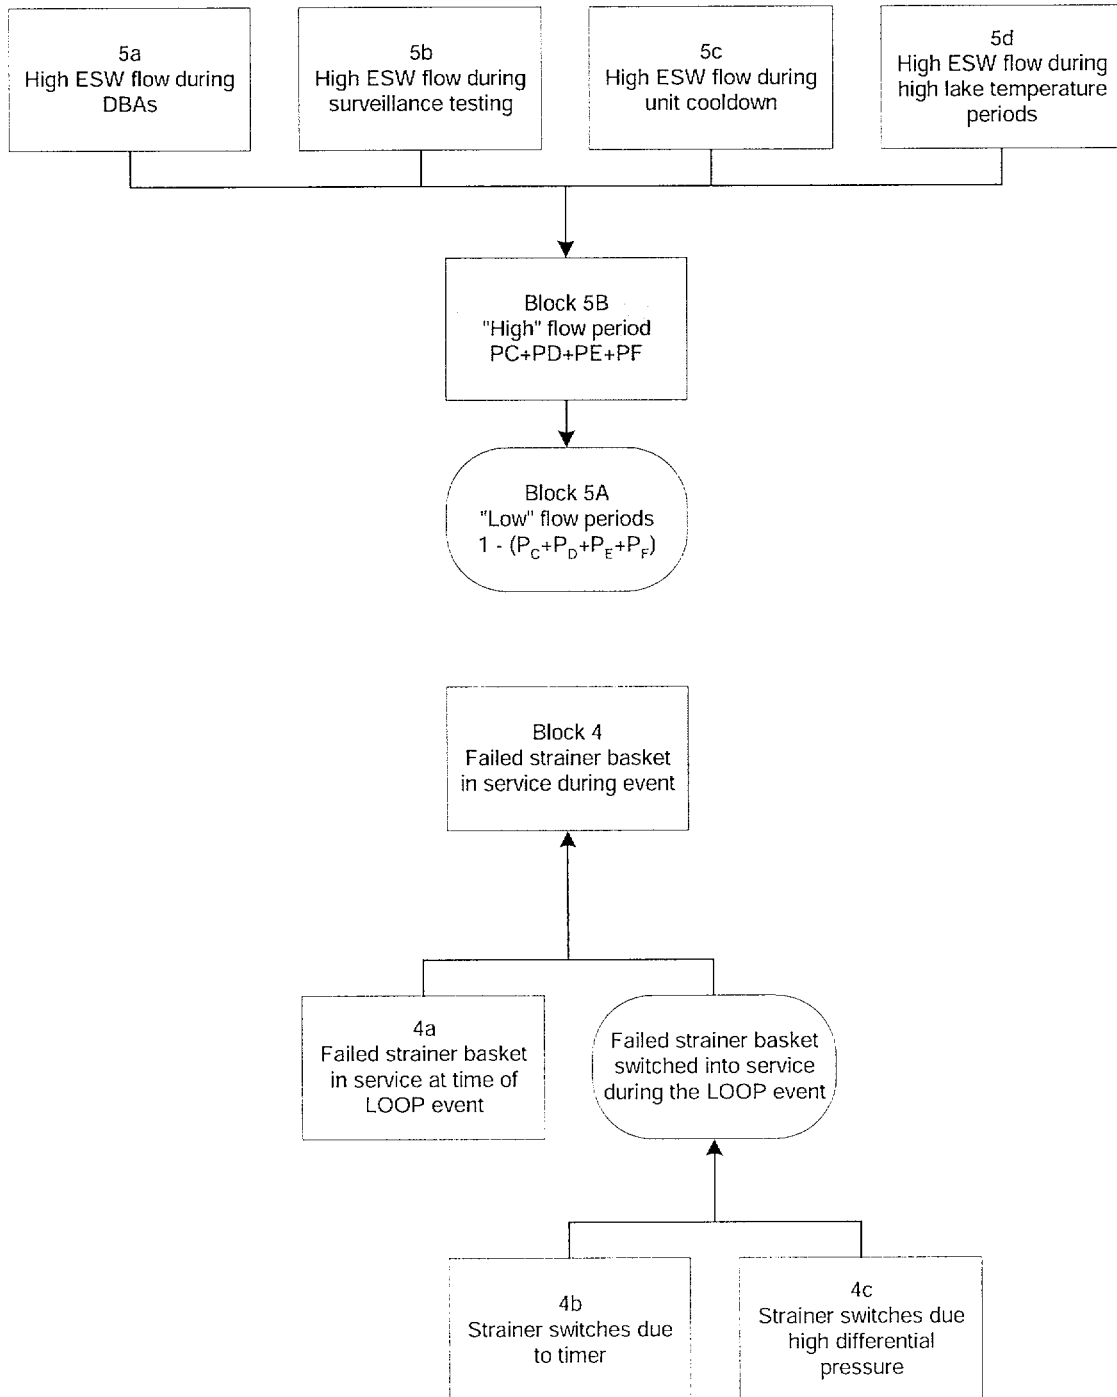 5a
High ESW flow during
DBAs
5b
High ESW flow during
surveillance testing
5c
High ESW flow during
unit cooldown
5d
High ESW flow during
high lake temperature
periods
Block 5B
"High" flow period
PC+PD+PE+PF
Block 5A
"Low" flow periods
1 - (P_C+P_D+P_E+P_F)
Block 4
Failed strainer basket
in service during event
4a
Failed strainer basket
in service at time of
LOOP event
Failed strainer basket
switched into service
during the LOOP event
4b
Strainer switches due
to timer
4c
Strainer switches due
high differential
pressure